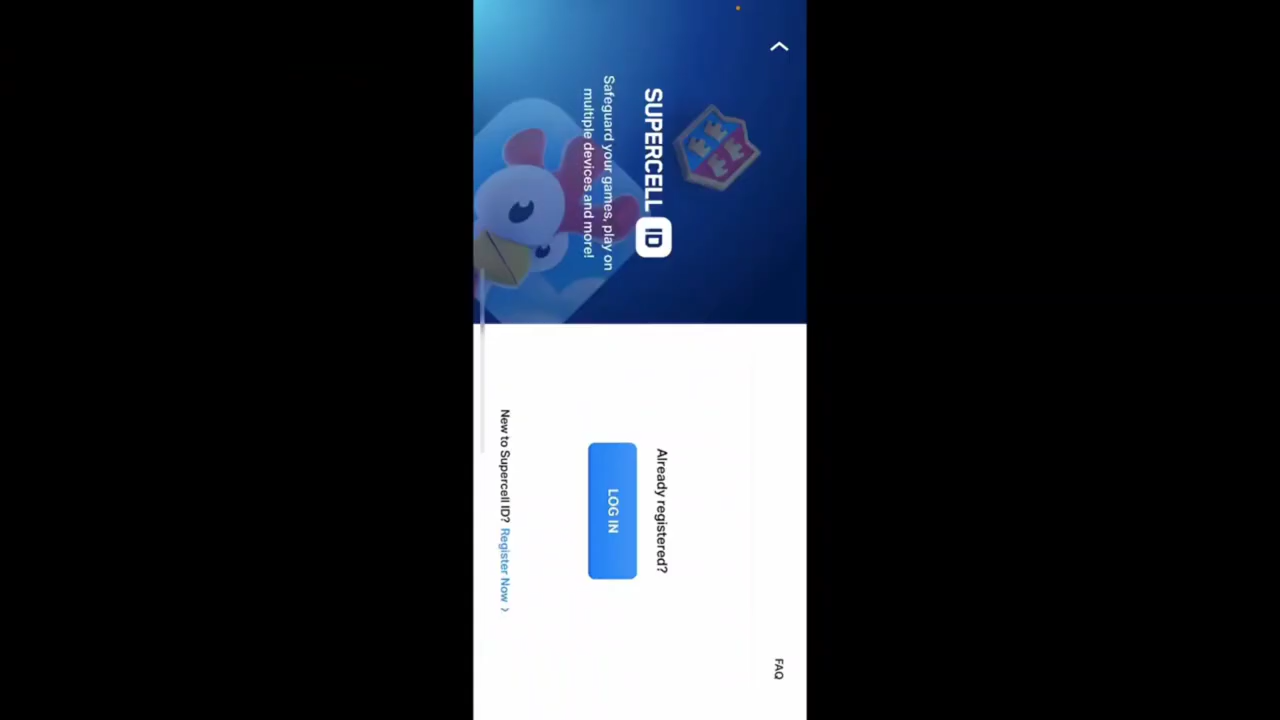 SUPERCELL ID
Safeguard your games, play on
multiple devices and more!
FAQ
Already registered?
LOG IN
New to Supercell ID? Register Now >